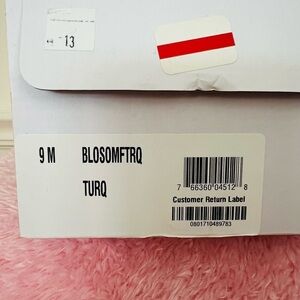 13
9 M BLOSOMFTRQ
TURQ
7 66360 04512 8
Customer Return Label
0801710489783